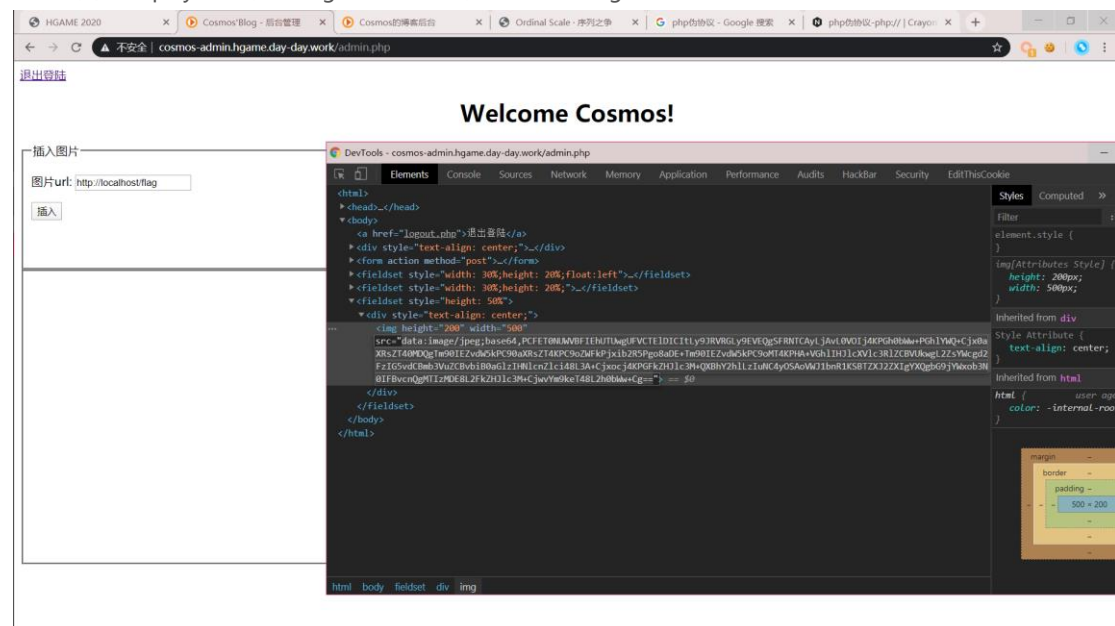 HGAME 2020
Cosmos'Blog - 后台管理
Cosmos的博客后台
Ordinal Scale - 序列之争
php伪协议 - Google 搜索
php伪协议-php:// | Crayon
不安全 | cosmos-admin.hgame.day-day.work/admin.php
退出登陆
Welcome Cosmos!
插入图片
图片url: http://localhost/flag
插入
DevTools - cosmos-admin.hgame.day-day.work/admin.php
Elements Console Sources Network Memory Application Performance Audits HackBar Security EditThisCookie
<html>
<head>…</head>
<body>
<a href="logout.php">退出登陆</a>
<div style="text-align: center;">…</div>
<form action method="post">…</form>
<fieldset style="width: 30%;height: 20%;float:left">…</fieldset>
<fieldset style="width: 30%;height: 20%;">…</fieldset>
<fieldset style="height: 50%">
<div style="text-align: center;">
<img height="200" width="500"
src="data:image/jpeg;base64,
== $0
</div>
</fieldset>
</body>
</html>
html body fieldset div img
Styles Computed »
Filter
element.style {
}
img[Attributes Style] {
height: 200px;
width: 500px;
}
Inherited from div
Style Attribute {
text-align: center;
}
Inherited from html
html { user age
color: -internal-roo
}
margin -
border -
padding -
500 × 200